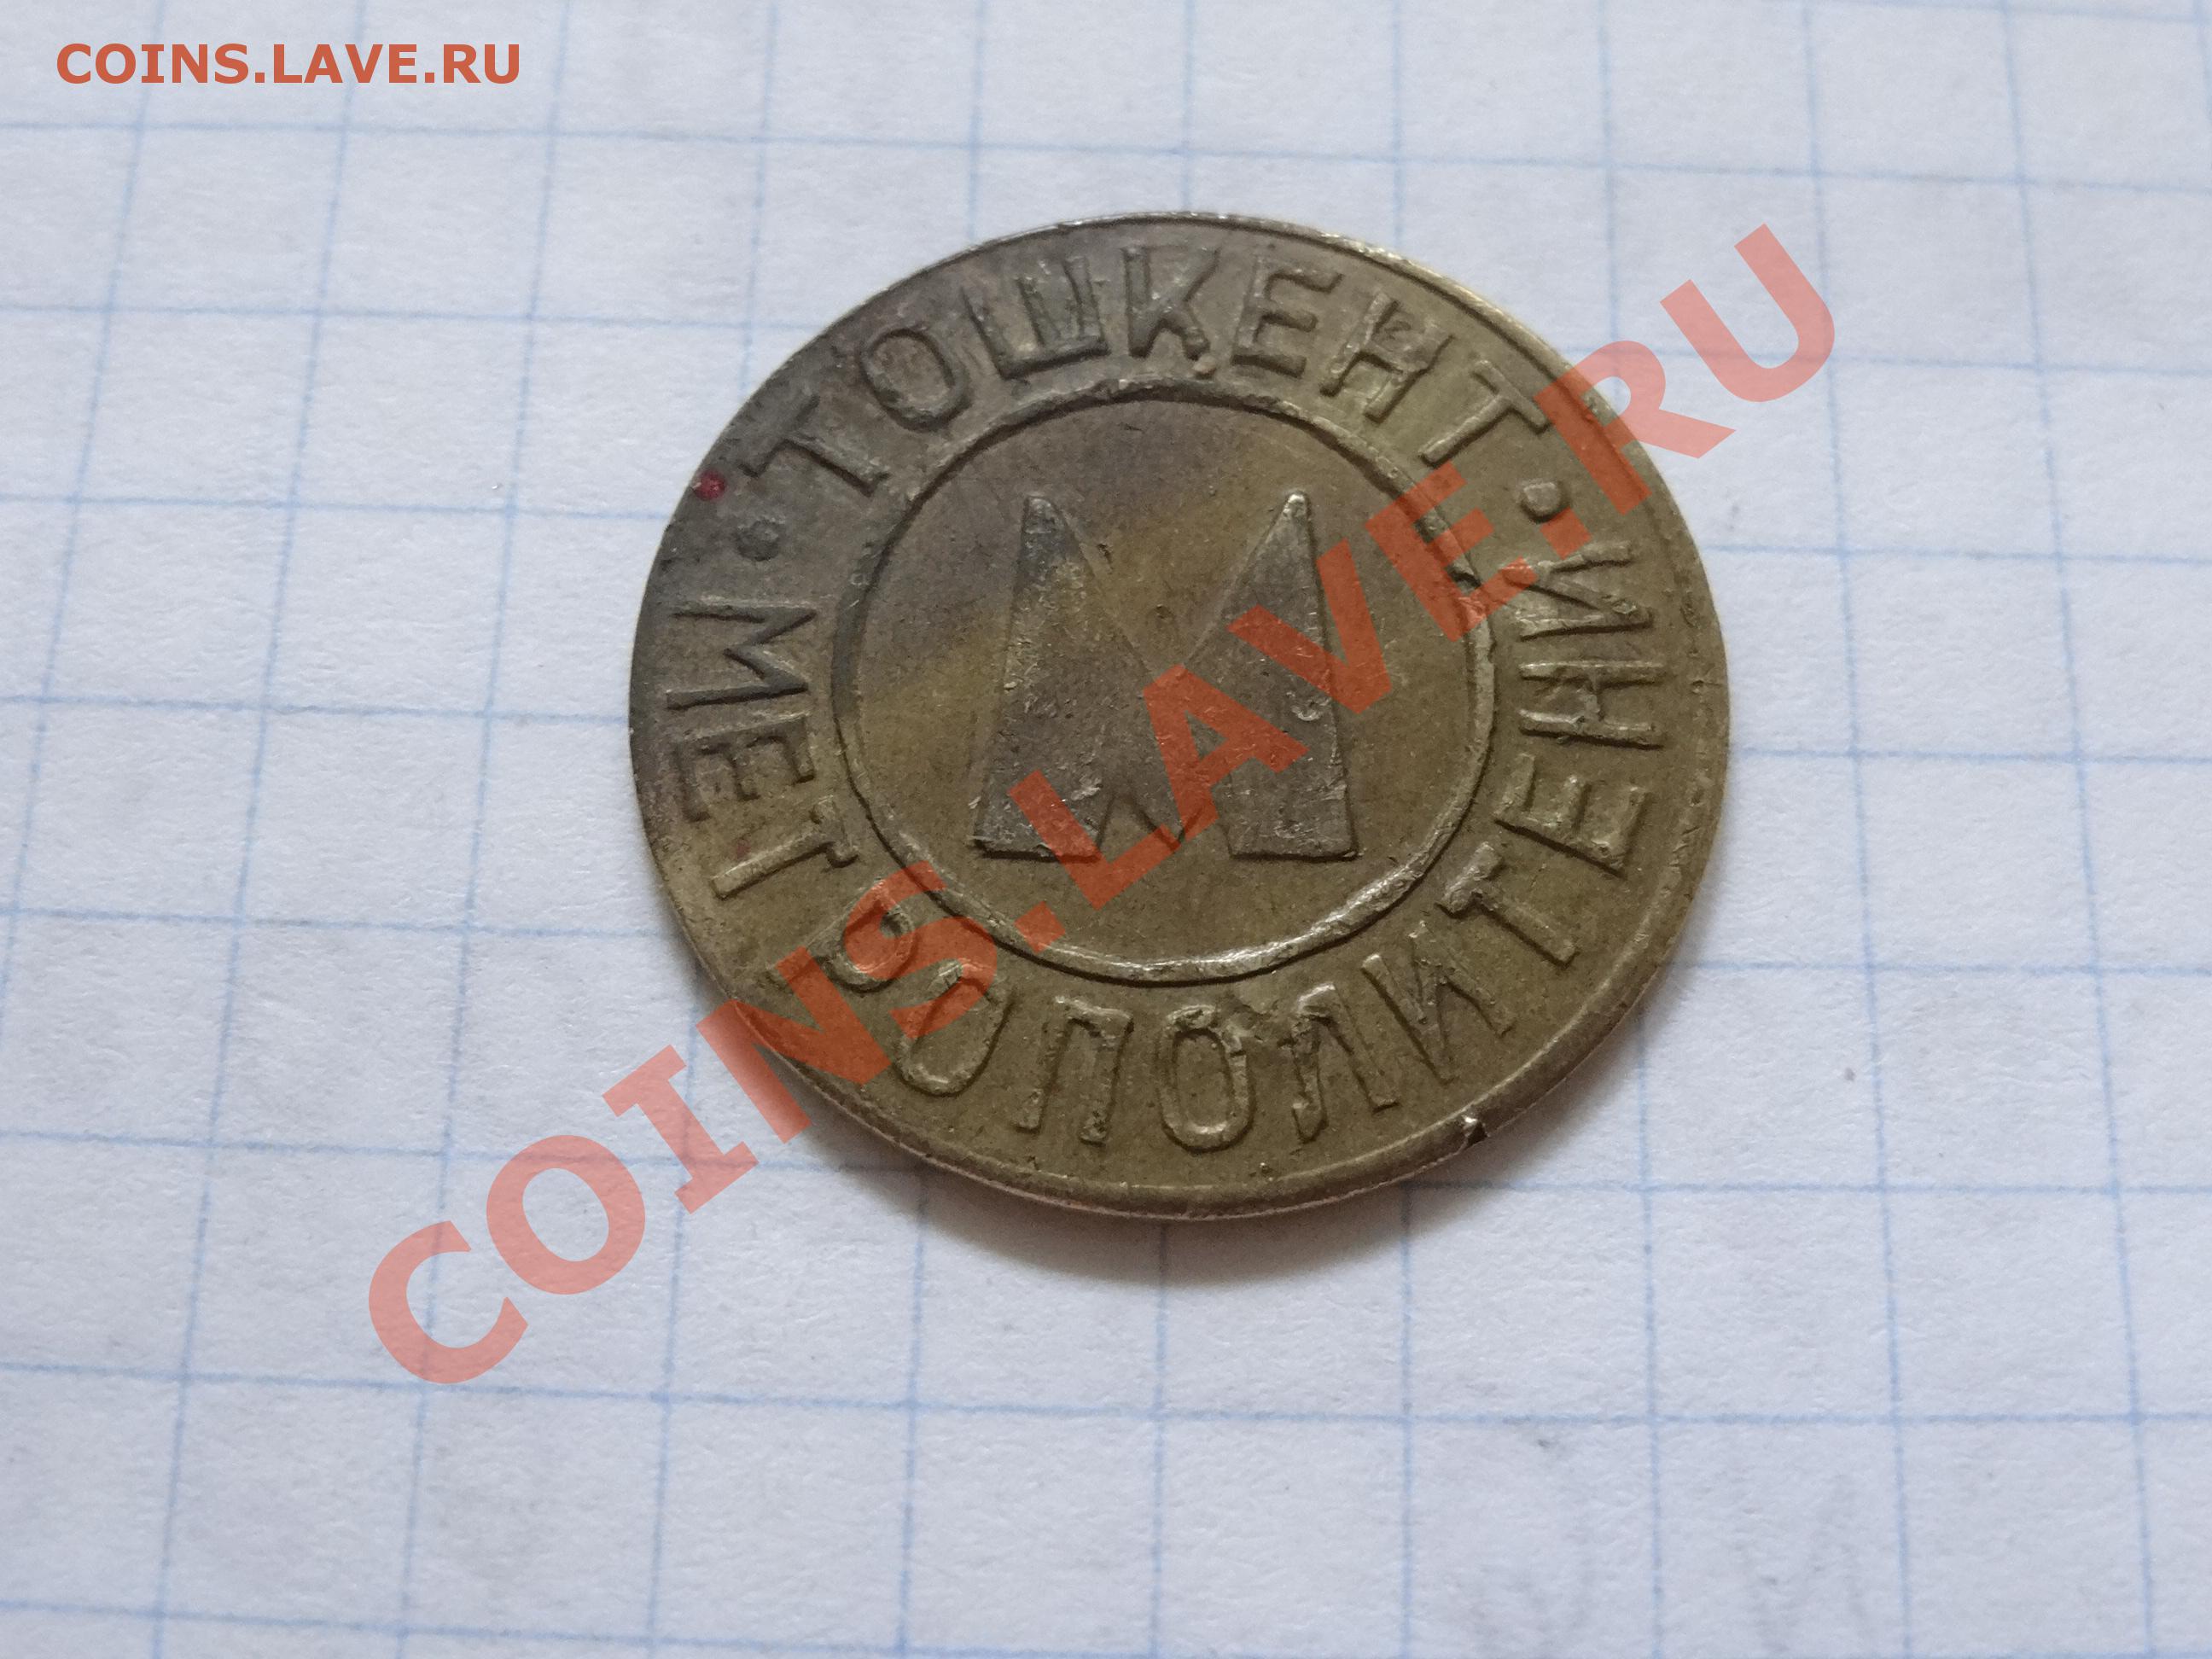 COINS.LAVE.RU
· ТОШКЕНТ ·
МЕТРОПОЛИТЕНИ
М
COINS.LAVE.RU